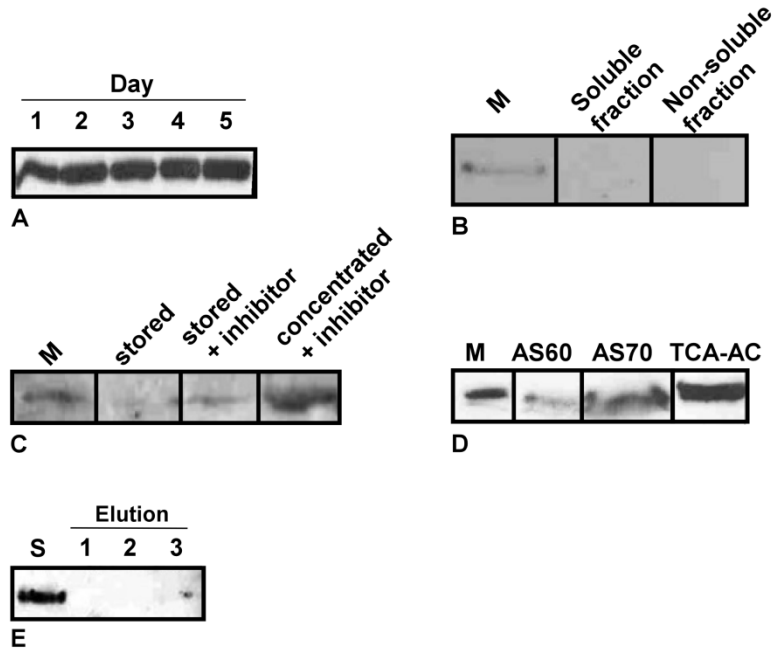 Day
1 2 3 4 5
A
M
Soluble
fraction
Non-soluble
fraction
B
M
stored
stored
+ inhibitor
concentrated
+ inhibitor
C
M AS60 AS70 TCA-AC
D
Elution
S 1 2 3
E